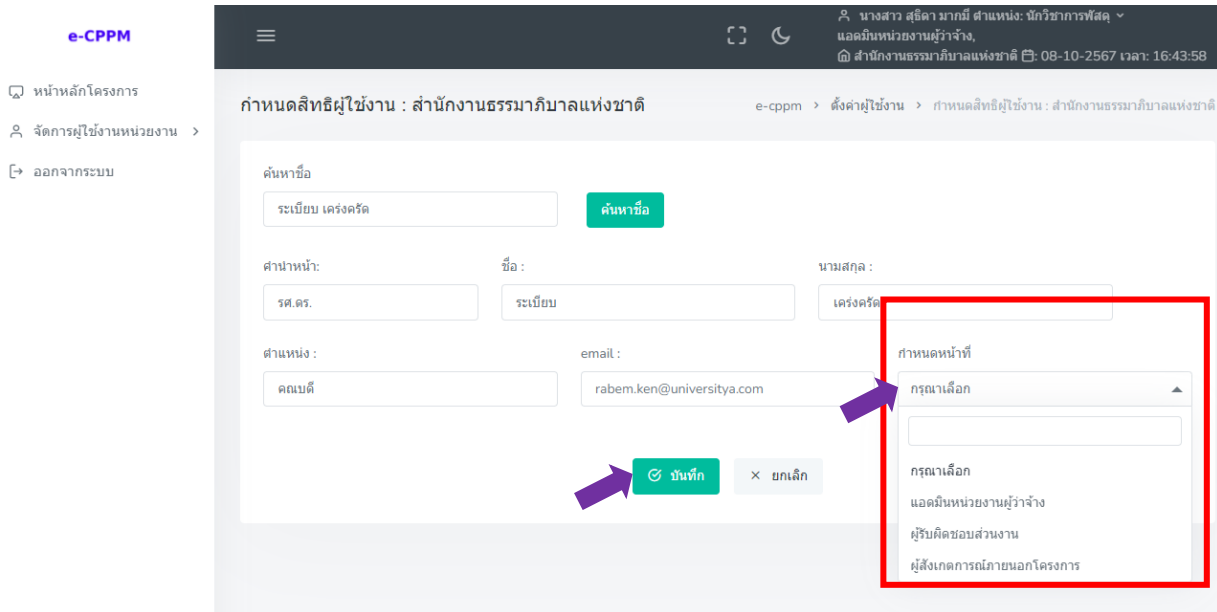 e-CPPM
นางสาว สุธิดา มากมี ตำแหน่ง: นักวิชาการพัสดุ
แอดมินหน่วยงานผู้ว่าจ้าง,
สำนักงานธรรมาภิบาลแห่งชาติ : 08-10-2567 เวลา: 16:43:58
หน้าหลักโครงการ
จัดการผู้ใช้งานหน่วยงาน
ออกจากระบบ
กำหนดสิทธิผู้ใช้งาน : สำนักงานธรรมาภิบาลแห่งชาติ
e-cppm > ตั้งค่าผู้ใช้งาน > กำหนดสิทธิผู้ใช้งาน : สำนักงานธรรมาภิบาลแห่งชาติ
ค้นหาชื่อ
ระเบียบ เคร่งครัด ค้นหาชื่อ
คำนำหน้า: ชื่อ : นามสกุล :
รศ.ดร. ระเบียบ เคร่งครัด
ตำแหน่ง : email : กำหนดหน้าที่
คณบดี rabem.ken@universitya.com กรุณาเลือก
บันทึก × ยกเลิก
กรุณาเลือก
แอดมินหน่วยงานผู้ว่าจ้าง
ผู้รับผิดชอบส่วนงาน
ผู้สังเกตการณ์ภายนอกโครงการ